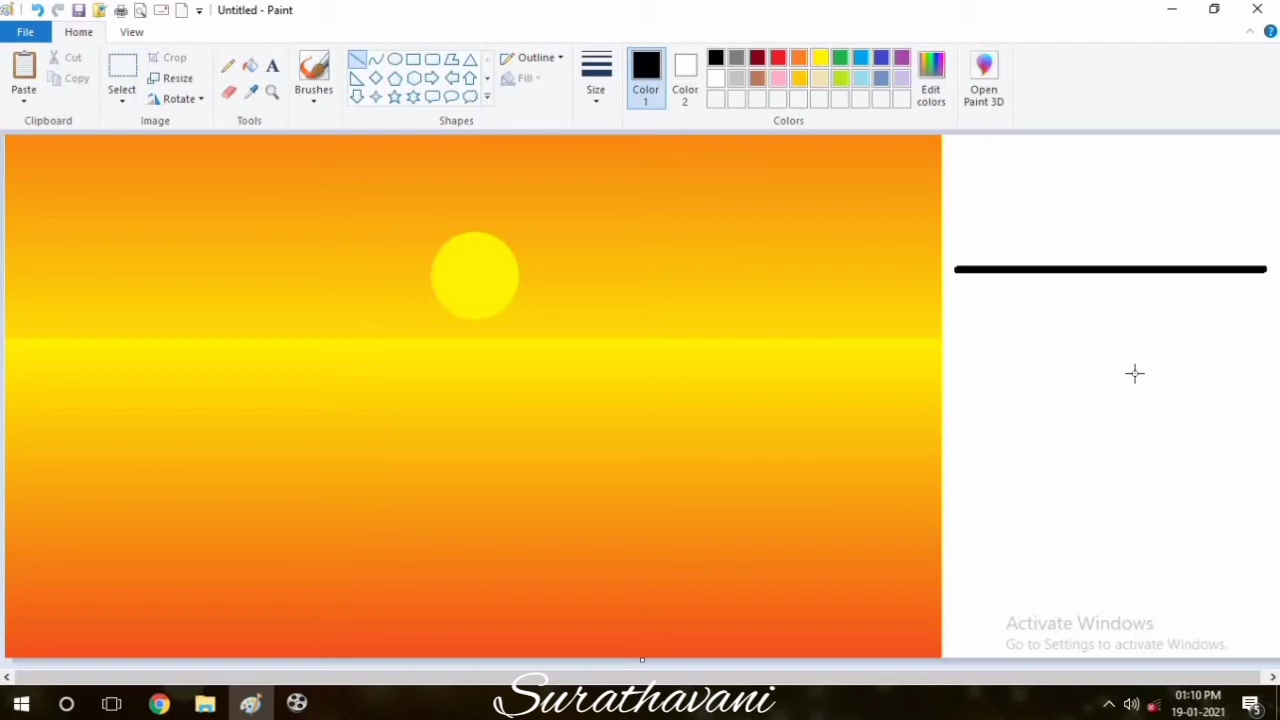 Untitled - Paint
File Home View
Paste
Cut
Copy
Clipboard
Select
Crop
Resize
Rotate
Image
A
Tools
Brushes
Outline
Fill
Shapes
Size
Color 1
Color 2
Colors
Edit colors
Open Paint 3D
Activate Windows
Go to Settings to activate Windows.
Surathavani
01:10 PM
19-01-2021
5